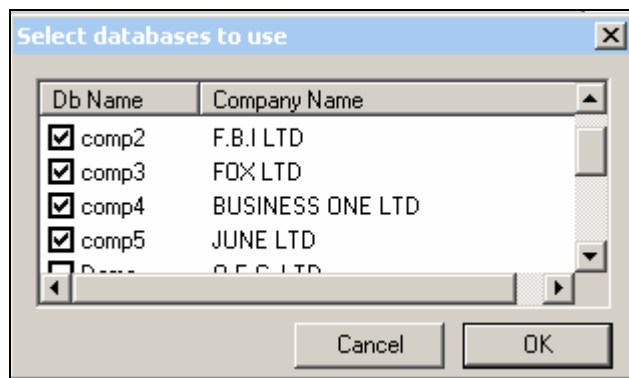 Select databases to use
Db Name Company Name
comp2 F.B.I LTD
comp3 FOX LTD
comp4 BUSINESS ONE LTD
comp5 JUNE LTD
Cancel OK